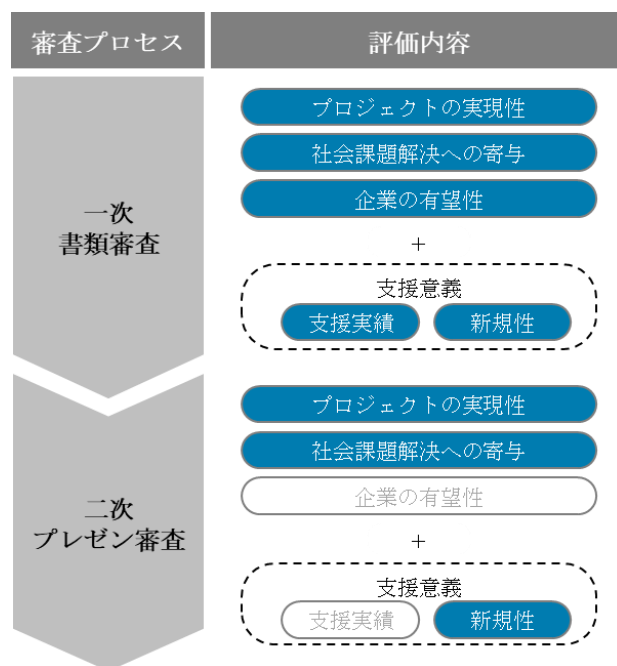 審査プロセス
評価内容
一次
書類審査
プロジェクトの実現性
社会課題解決への寄与
企業の有望性
+
支援意義
支援実績
新規性
二次
プレゼン審査
プロジェクトの実現性
社会課題解決への寄与
企業の有望性
+
支援意義
支援実績
新規性